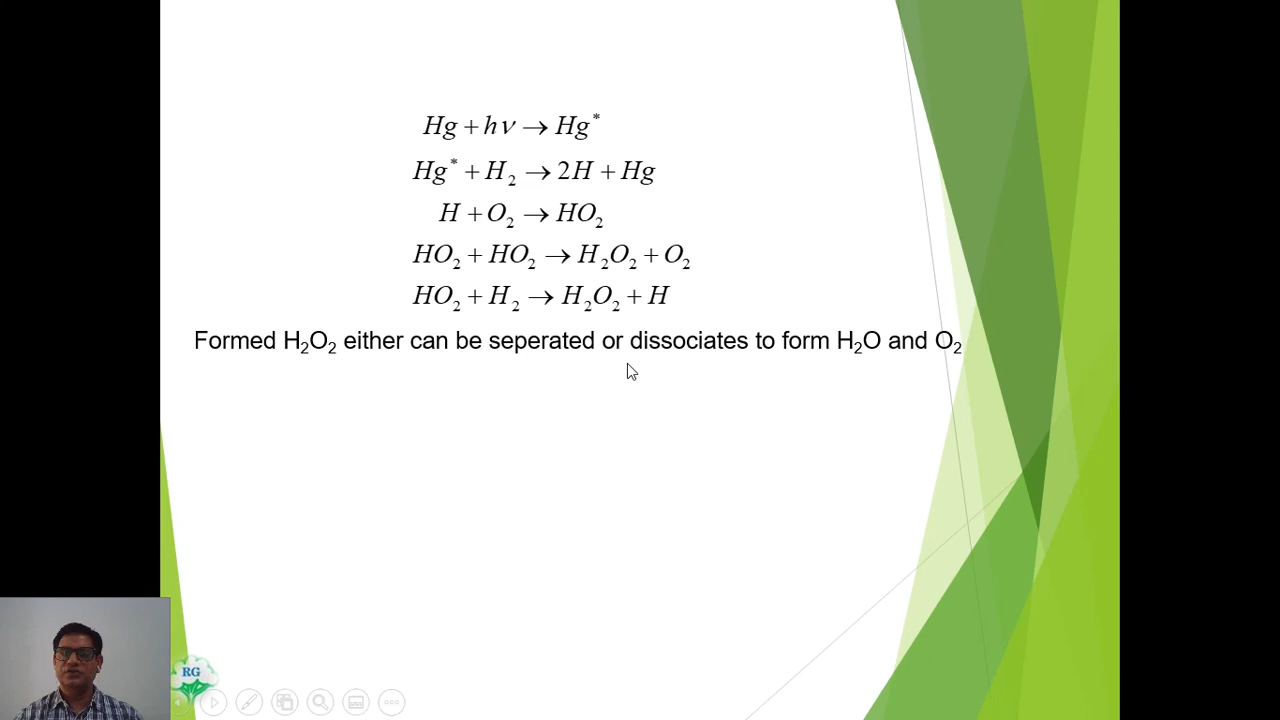 Hg + hν → Hg*
Hg* + H₂ → 2H + Hg
H + O₂ → HO₂
HO₂ + HO₂ → H₂O₂ + O₂
HO₂ + H₂ → H₂O₂ + H
Formed H₂O₂ either can be seperated or dissociates to form H₂O and O₂
RG